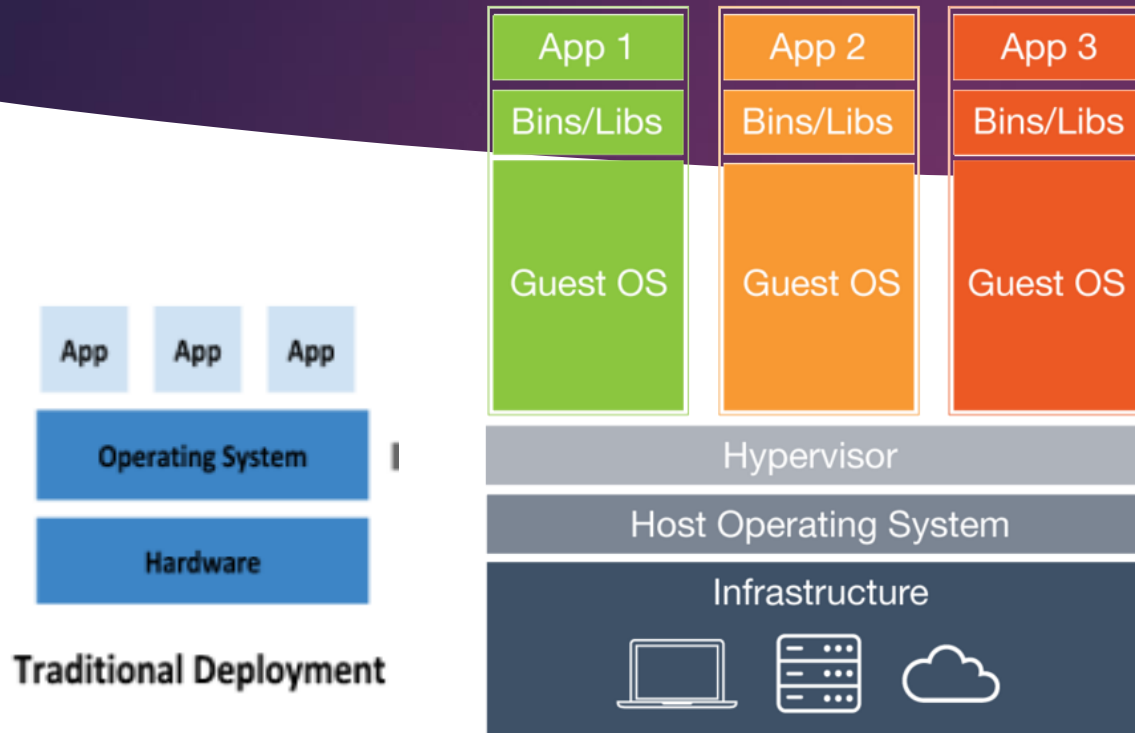 App
App
App
Operating System
Hardware
Traditional Deployment
App 1
App 2
App 3
Bins/Libs
Bins/Libs
Bins/Libs
Guest OS
Guest OS
Guest OS
Hypervisor
Host Operating System
Infrastructure